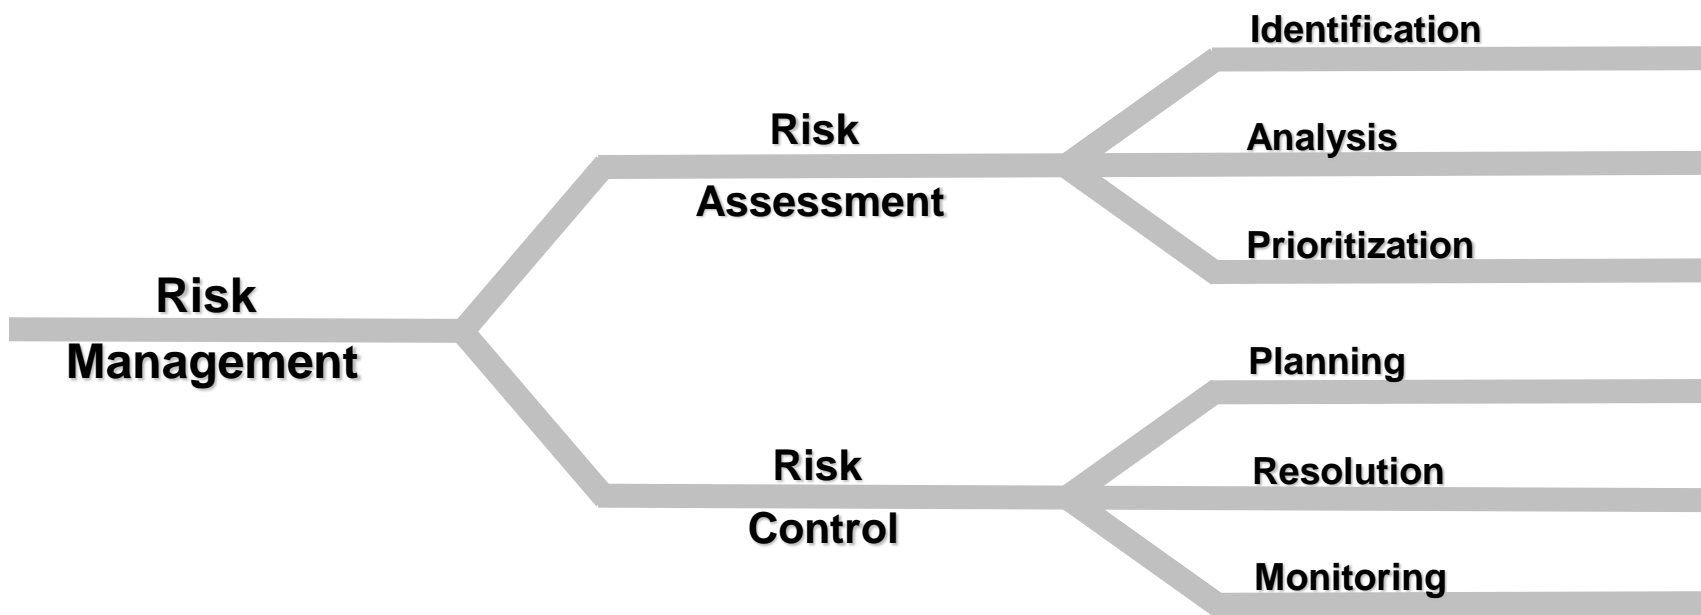 Risk
Management
Risk
Assessment
Identification
Analysis
Prioritization
Risk
Control
Planning
Resolution
Monitoring